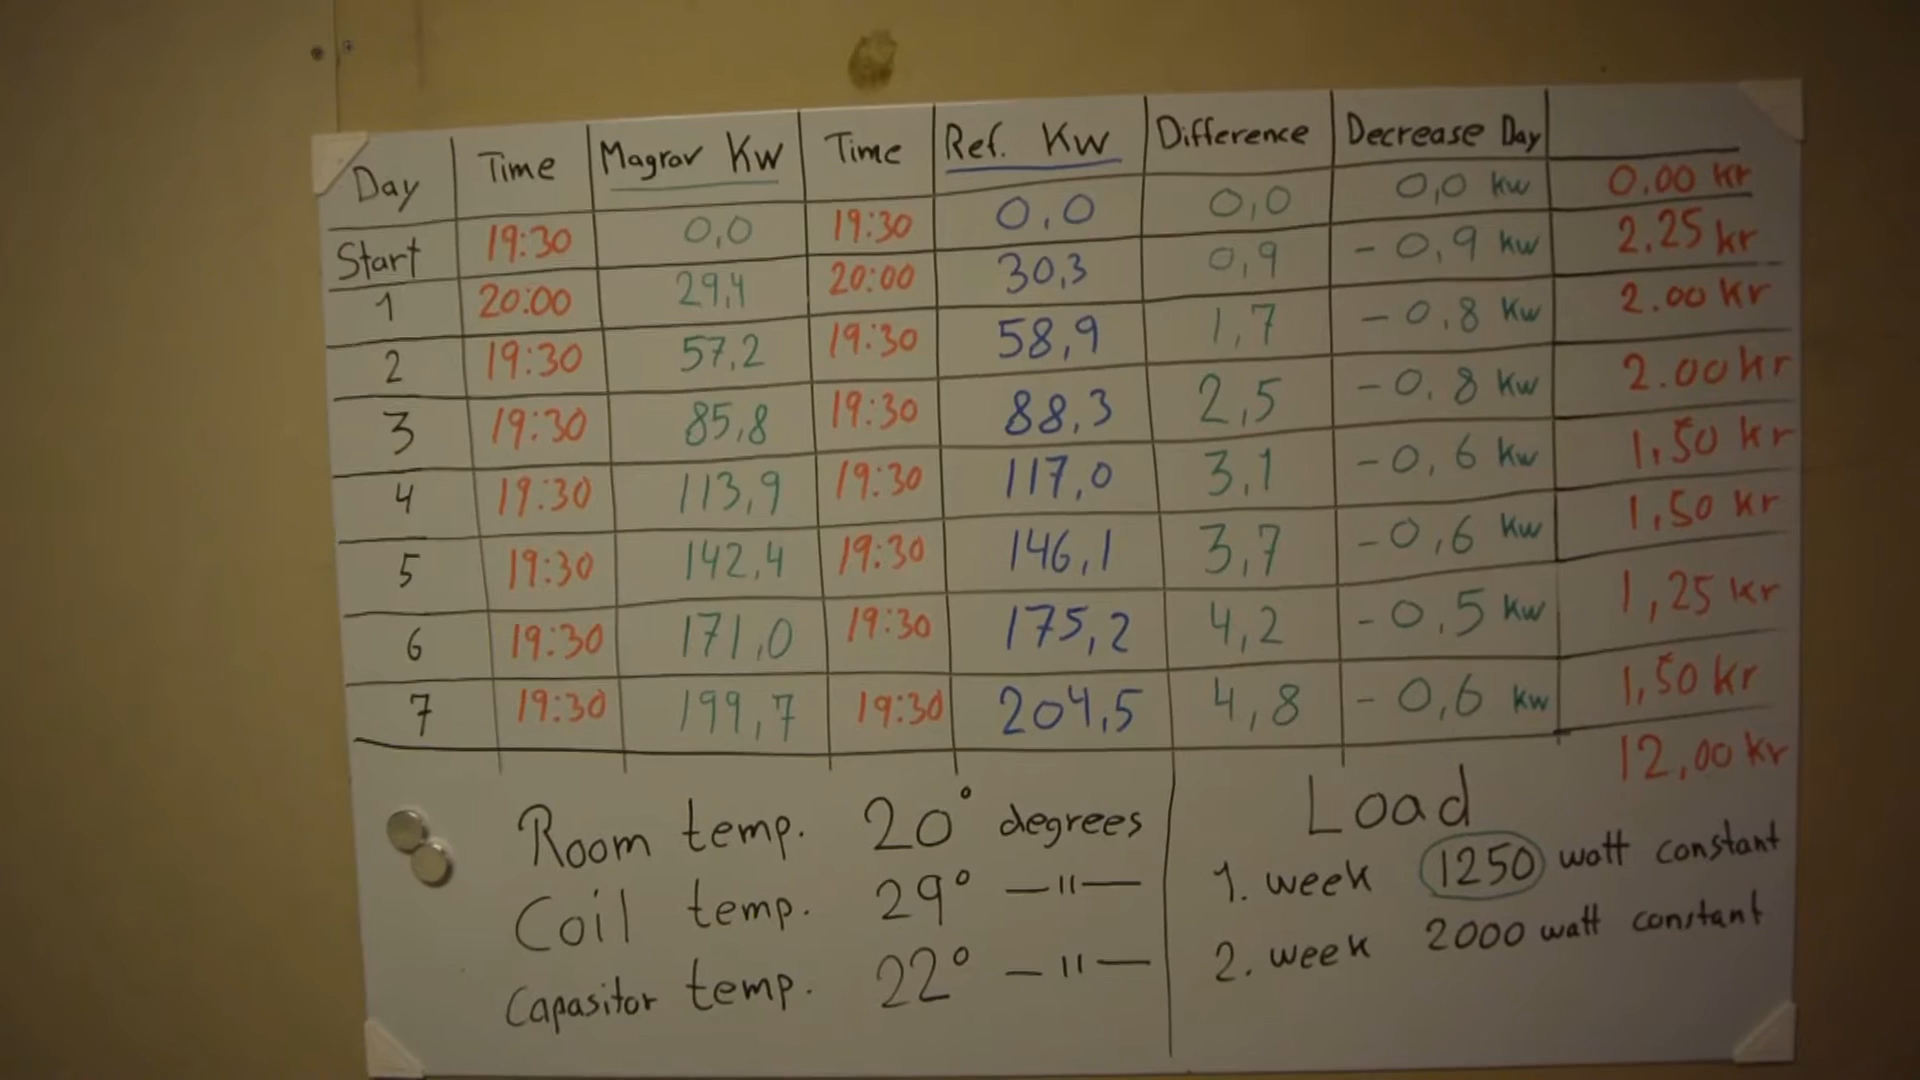 Day Time Magrav Kw Time Ref. Kw Difference Decrease Day
Start 19:30 0,0 19:30 0,0 0,0 0,0 Kw 0.00 Kr
1 20:00 29,4 20:00 30,3 0,9 - 0,9 Kw 2.25 Kr
2 19:30 57,2 19:30 58,9 1,7 - 0,8 Kw 2.00 Kr
3 19:30 85,8 19:30 88,3 2,5 - 0,8 Kw 2.00 Kr
4 19:30 113,9 19:30 117,0 3,1 - 0,6 Kw 1,50 Kr
5 19:30 142,4 19:30 146,1 3,7 - 0,6 Kw 1,50 Kr
6 19:30 171,0 19:30 175,2 4,2 - 0,5 Kw 1,25 Kr
7 19:30 199,7 19:30 204,5 4,8 - 0,6 Kw 1,50 Kr
12,00 Kr
Room temp. 20° degrees
Coil temp. 29° —"—
Capasitor temp. 22° —"—
Load
1. week 1250 watt constant
2. week 2000 watt constant